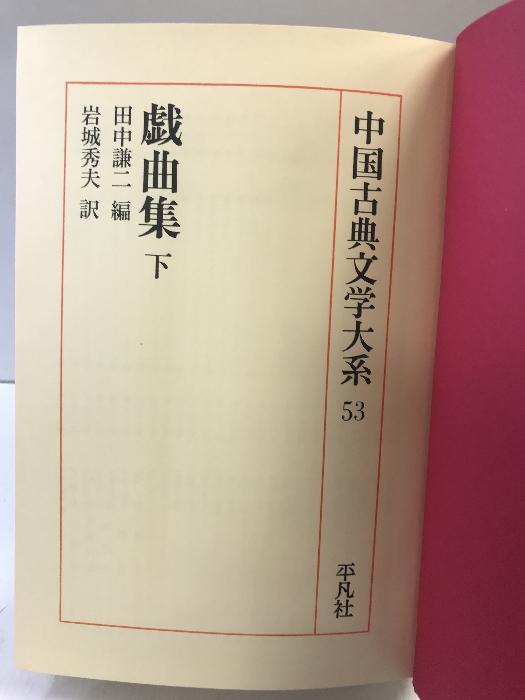 中国古典文学大系 53
平凡社
戯曲集 下
田中謙二 編
岩城秀夫 訳